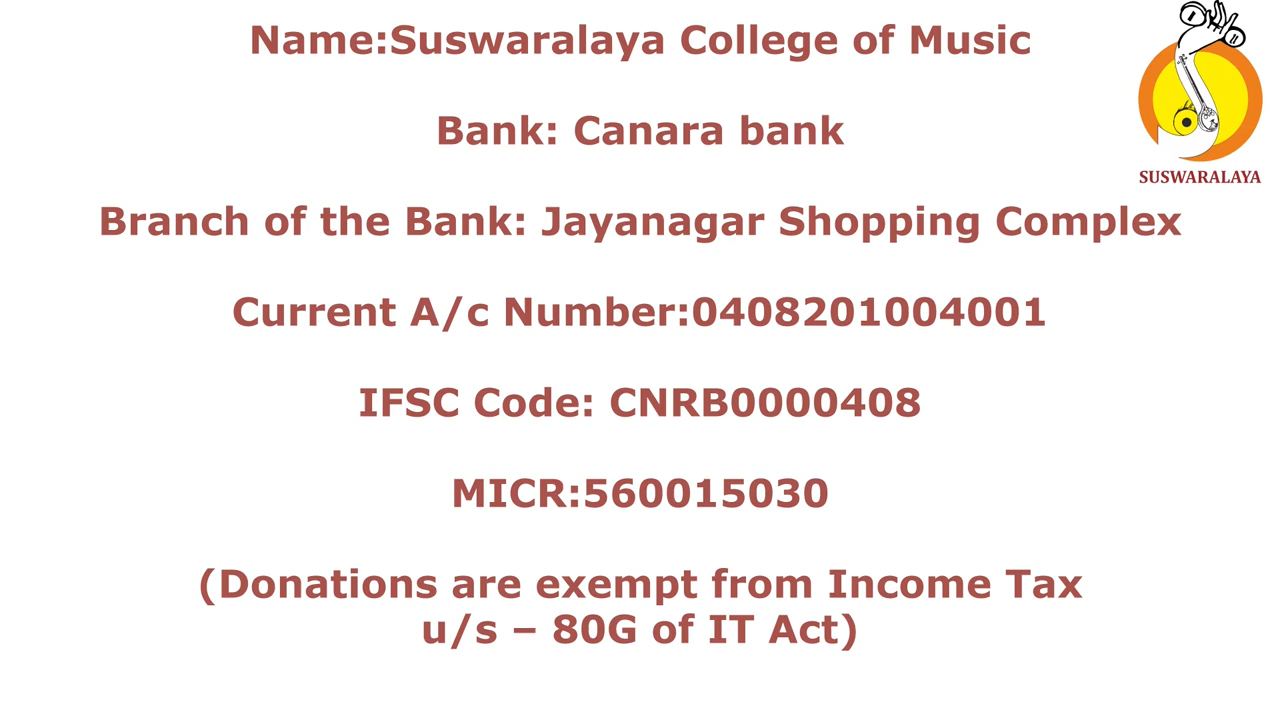 Name:Suswaralaya College of Music
SUSWARALAYA
Bank: Canara bank
Branch of the Bank: Jayanagar Shopping Complex
Current A/c Number:0408201004001
IFSC Code: CNRB0000408
MICR:560015030
(Donations are exempt from Income Tax
u/s – 80G of IT Act)